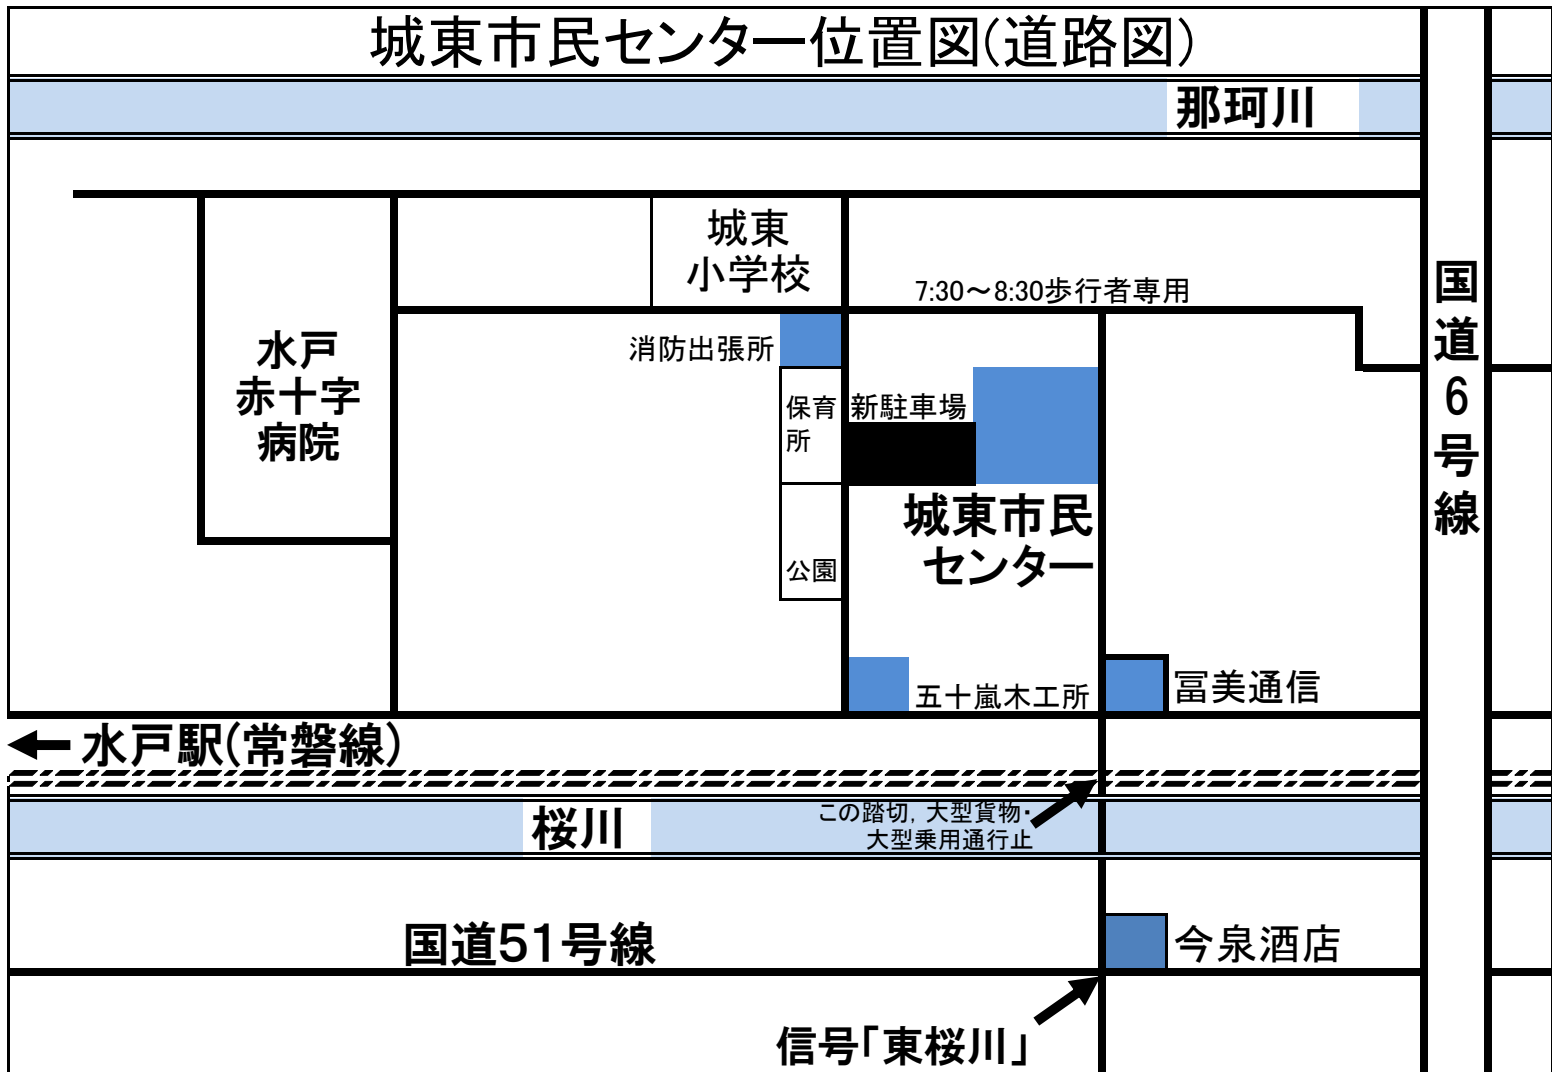 城東市民センター位置図(道路図)
那珂川
城東
小学校
7:30～8:30歩行者専用
国道6号線
水戸
赤十字
病院
消防出張所
保育
所
新駐車場
城東市民
センター
公園
五十嵐木工所
冨美通信
水戸駅(常磐線)
桜川
この踏切, 大型貨物・
大型乗用通行止
国道51号線
今泉酒店
信号｢東桜川｣